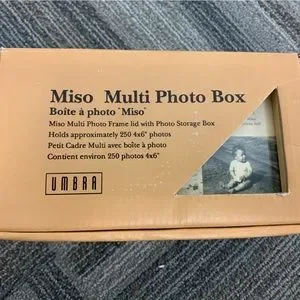 Miso Multi Photo Box
Boîte à photo "Miso"
Miso Multi Photo Frame lid with Photo Storage Box
Holds approximately 250 4x6" photos
Petit Cadre Multi avec boîte à photo
Contient environ 250 photos 4x6"
UMBRA